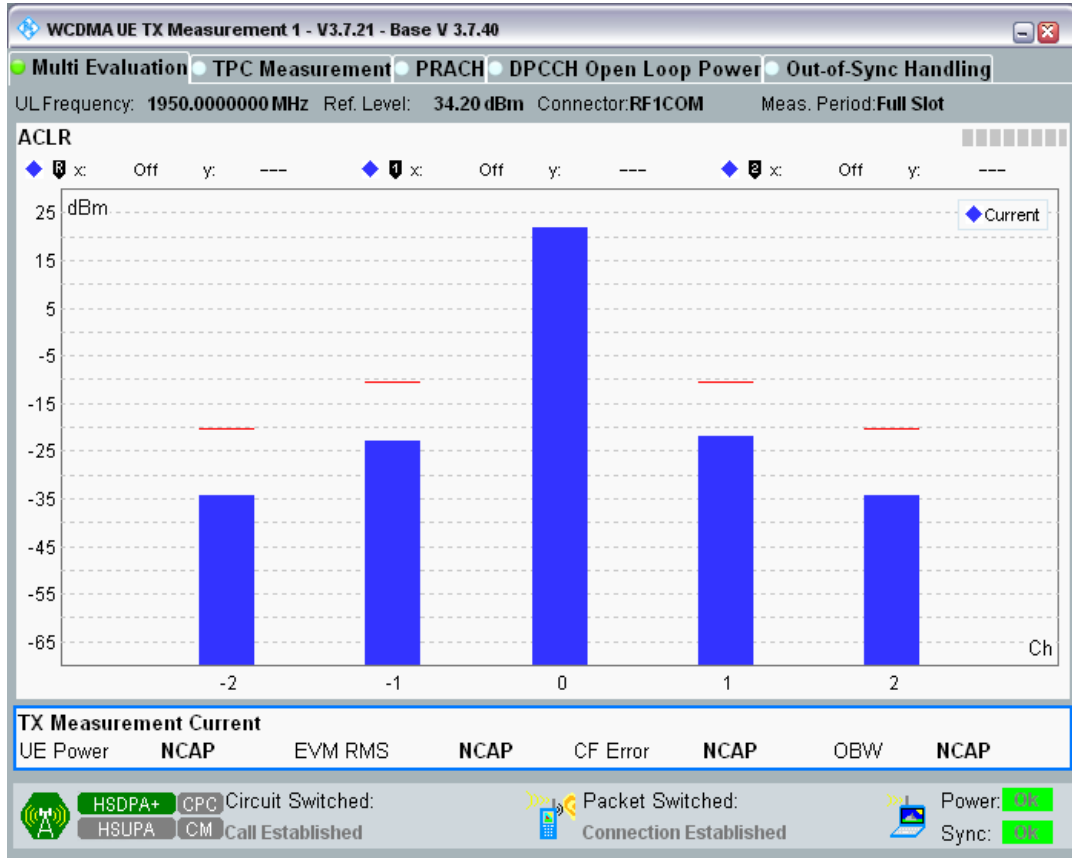 WCDMA UE TX Measurement 1 - V3.7.21 - Base V 3.7.40
Multi Evaluation TPC Measurement PRACH DPCCH Open Loop Power Out-of-Sync Handling
UL Frequency: 1950.0000000 MHz Ref. Level: 34.20 dBm Connector:RF1COM Meas. Period:Full Slot
ACLR
R x: Off y: --- 1 x: Off y: --- 2 x: Off y: ---
dBm
Current
25
15
5
-5
-15
-25
-35
-45
-55
-65
Ch
-2 -1 0 1 2
TX Measurement Current
UE Power NCAP EVM RMS NCAP CF Error NCAP OBW NCAP
HSDPA+ CPC Circuit Switched: Packet Switched: Power: Ok
HSUPA CM Call Established Connection Established Sync: Ok